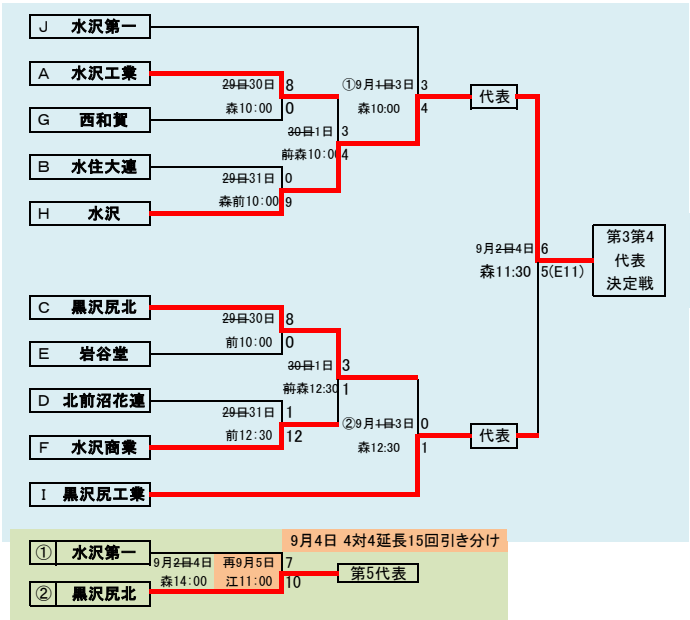 J 水沢第一
A 水沢工業
29日30日 8
①9月1日3日 3
代表
森10:00 0
森10:00 4
G 西和賀
30日1日 3
前森10:00 4
B 水住大連
29日31日 0
森前10:00 9
H 水沢
9月2日4日 6
森11:30 5(E11)
第3第4
代表
決定戦
C 黒沢尻北
29日30日 8
前10:00 0
E 岩谷堂
30日1日 3
前森12:30 1
D 北前沼花連
29日31日 1
②9月1日3日 0
代表
前12:30 12
森12:30 1
F 水沢商業
I 黒沢尻工業
9月4日 4対4延長15回引き分け
① 水沢第一
9月2日4日 再9月5日 7
第5代表
森14:00 江11:00 10
② 黒沢尻北